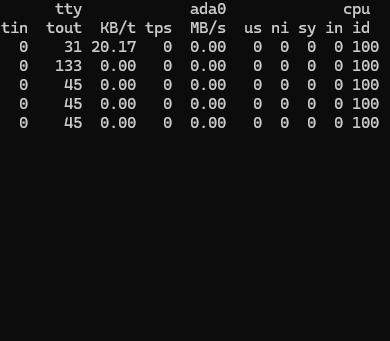 tty            ada0             cpu
tin  tout  KB/t tps  MB/s  us ni sy in id
  0    31 20.17   0  0.00   0  0  0  0 100
  0   133  0.00   0  0.00   0  0  0  0 100
  0    45  0.00   0  0.00   0  0  0  0 100
  0    45  0.00   0  0.00   0  0  0  0 100
  0    45  0.00   0  0.00   0  0  0  0 100